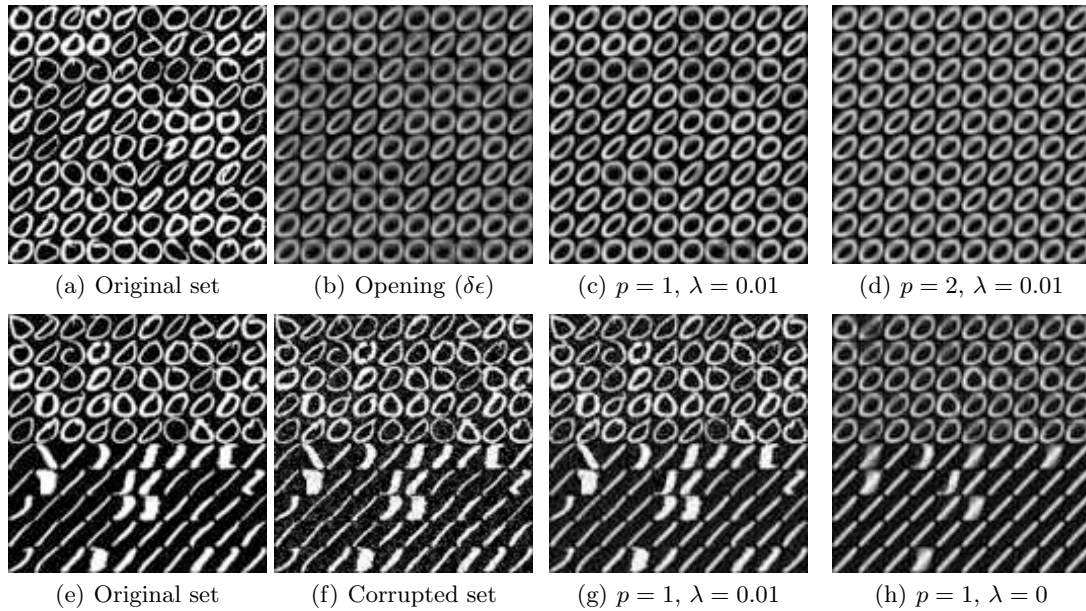 (a) Original set
(b) Opening (δϵ)
(c) p = 1, λ = 0.01
(d) p = 2, λ = 0.01
(e) Original set
(f) Corrupted set
(g) p = 1, λ = 0.01
(h) p = 1, λ = 0